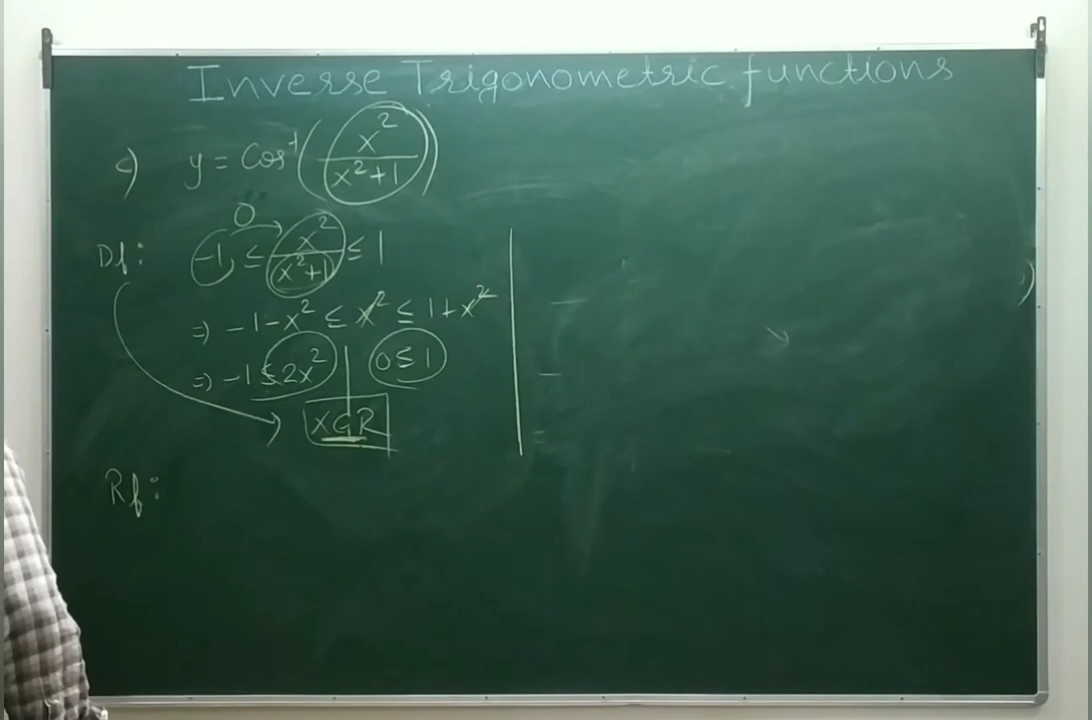 Inverse Trigonometric functions
c) y = Cos⁻¹(x²/(x²+1))
0
Df: -1 ≤ x²/(x²+1) ≤ 1
⇒ -1-x² ≤ x² ≤ 1+x²
⇒ -1 ≤ 2x² | 0 ≤ 1
x∈R
Rf: